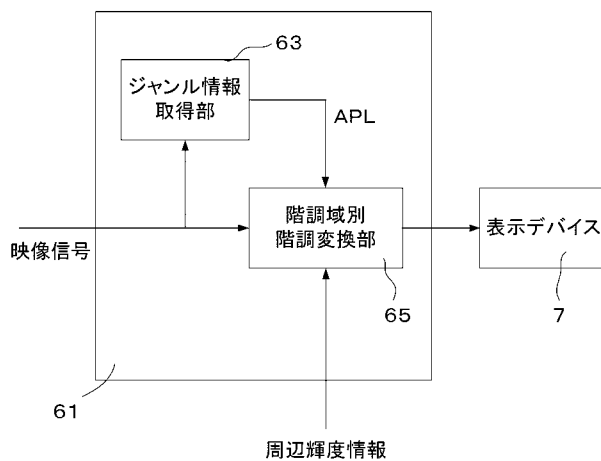 63
ジャンル情報
取得部
APL
階調域別
階調変換部
表示デバイス
映像信号
65
7
61
周辺輝度情報